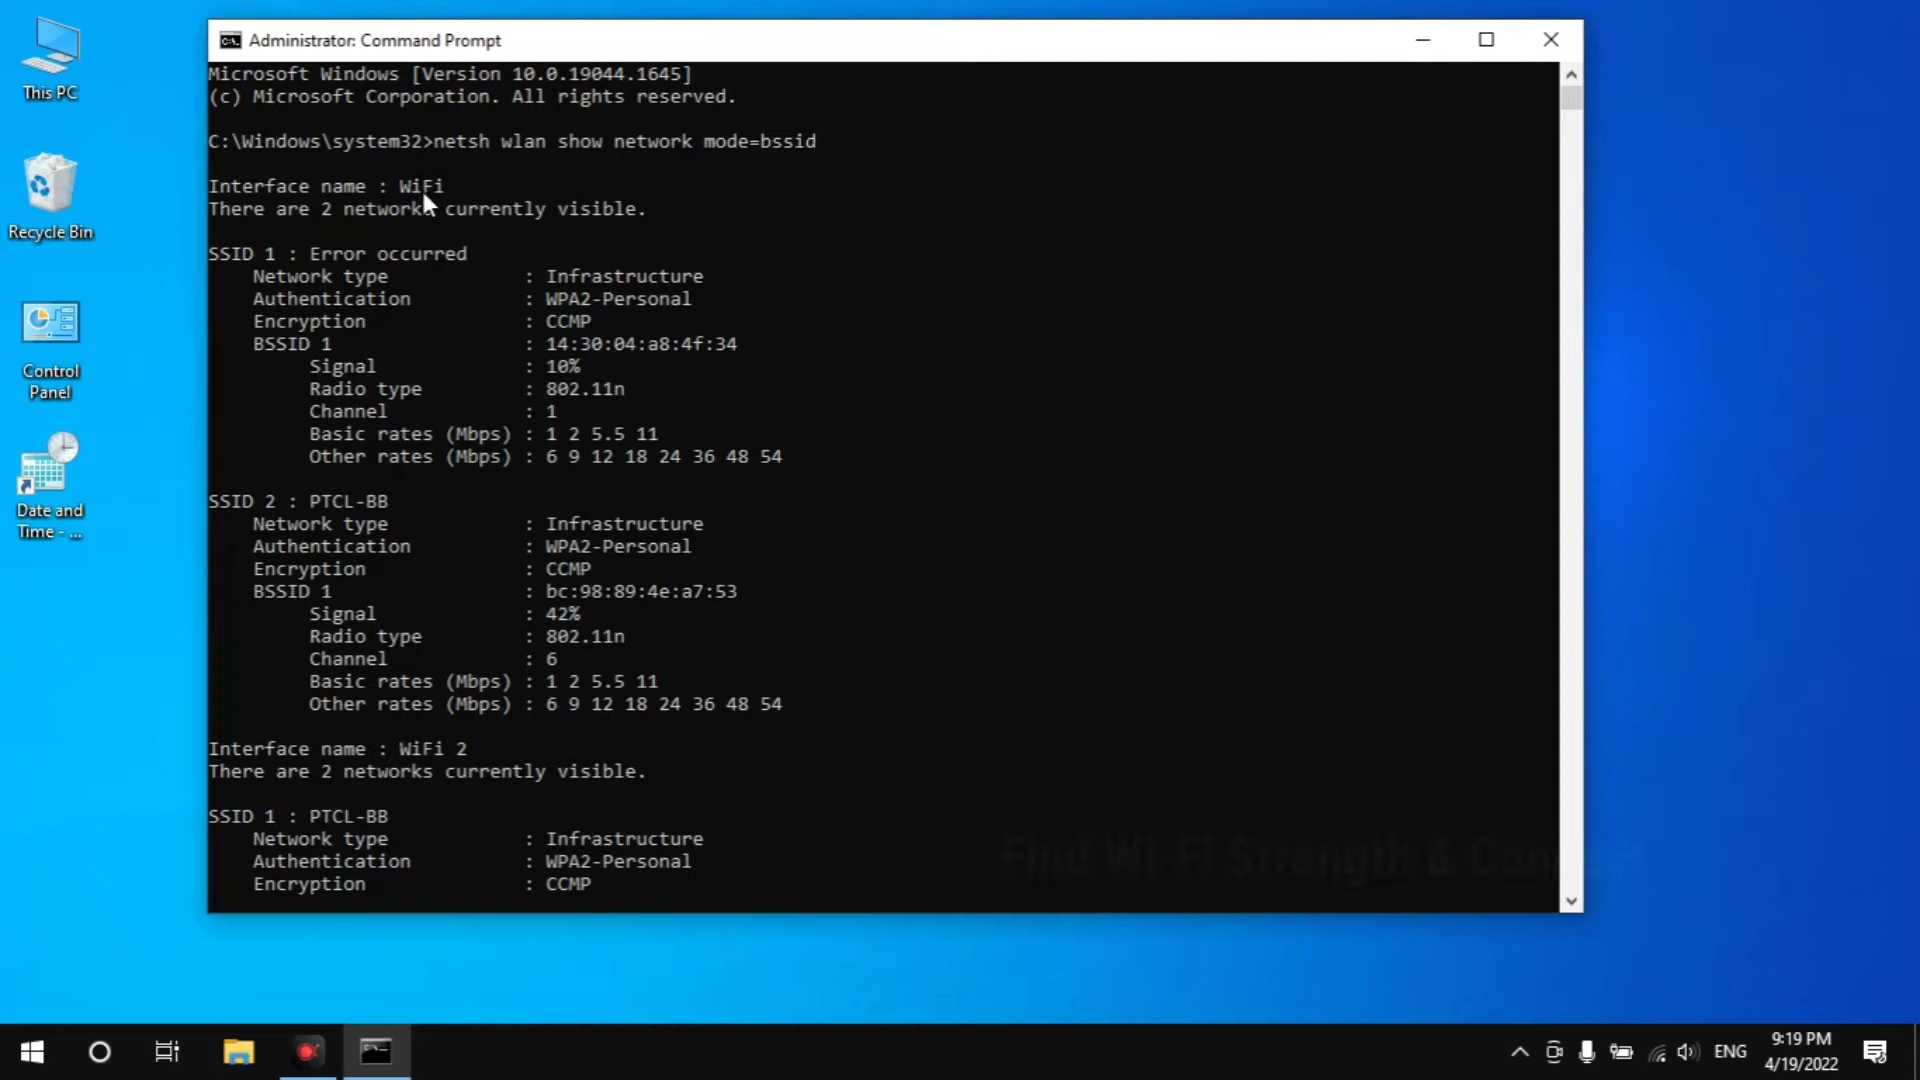 This PC
Recycle Bin
Control
Panel
Date and
Time - ...
Administrator: Command Prompt
Microsoft Windows [Version 10.0.19044.1645]
(c) Microsoft Corporation. All rights reserved.
C:\Windows\system32>netsh wlan show network mode=bssid
Interface name : WiFi
There are 2 networks currently visible.
SSID 1 : Error occurred
Network type : Infrastructure
Authentication : WPA2-Personal
Encryption : CCMP
BSSID 1 : 14:30:04:a8:4f:34
Signal : 10%
Radio type : 802.11n
Channel : 1
Basic rates (Mbps) : 1 2 5.5 11
Other rates (Mbps) : 6 9 12 18 24 36 48 54
SSID 2 : PTCL-BB
Network type : Infrastructure
Authentication : WPA2-Personal
Encryption : CCMP
BSSID 1 : bc:98:89:4e:a7:53
Signal : 42%
Radio type : 802.11n
Channel : 6
Basic rates (Mbps) : 1 2 5.5 11
Other rates (Mbps) : 6 9 12 18 24 36 48 54
Interface name : WiFi 2
There are 2 networks currently visible.
SSID 1 : PTCL-BB
Network type : Infrastructure
Authentication : WPA2-Personal
Encryption : CCMP
Find Wi-Fi Strength &
ENG
9:19 PM
4/19/2022